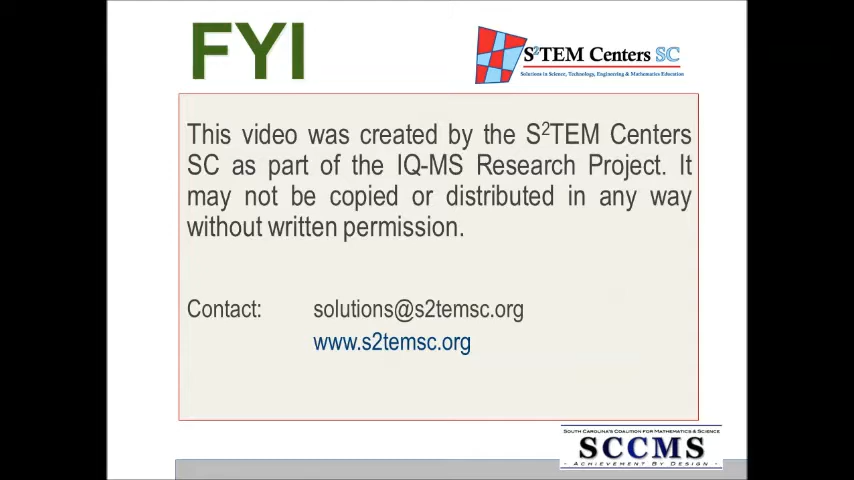 FYI
S²TEM Centers SC
Solutions in Science, Technology, Engineering & Mathematics Education
This video was created by the S²TEM Centers
SC as part of the IQ-MS Research Project. It
may not be copied or distributed in any way
without written permission.
Contact: solutions@s2temsc.org
www.s2temsc.org
SOUTH CAROLINA'S COALITION FOR MATHEMATICS & SCIENCE
SCCMS
- ACHIEVEMENT BY DESIGN -